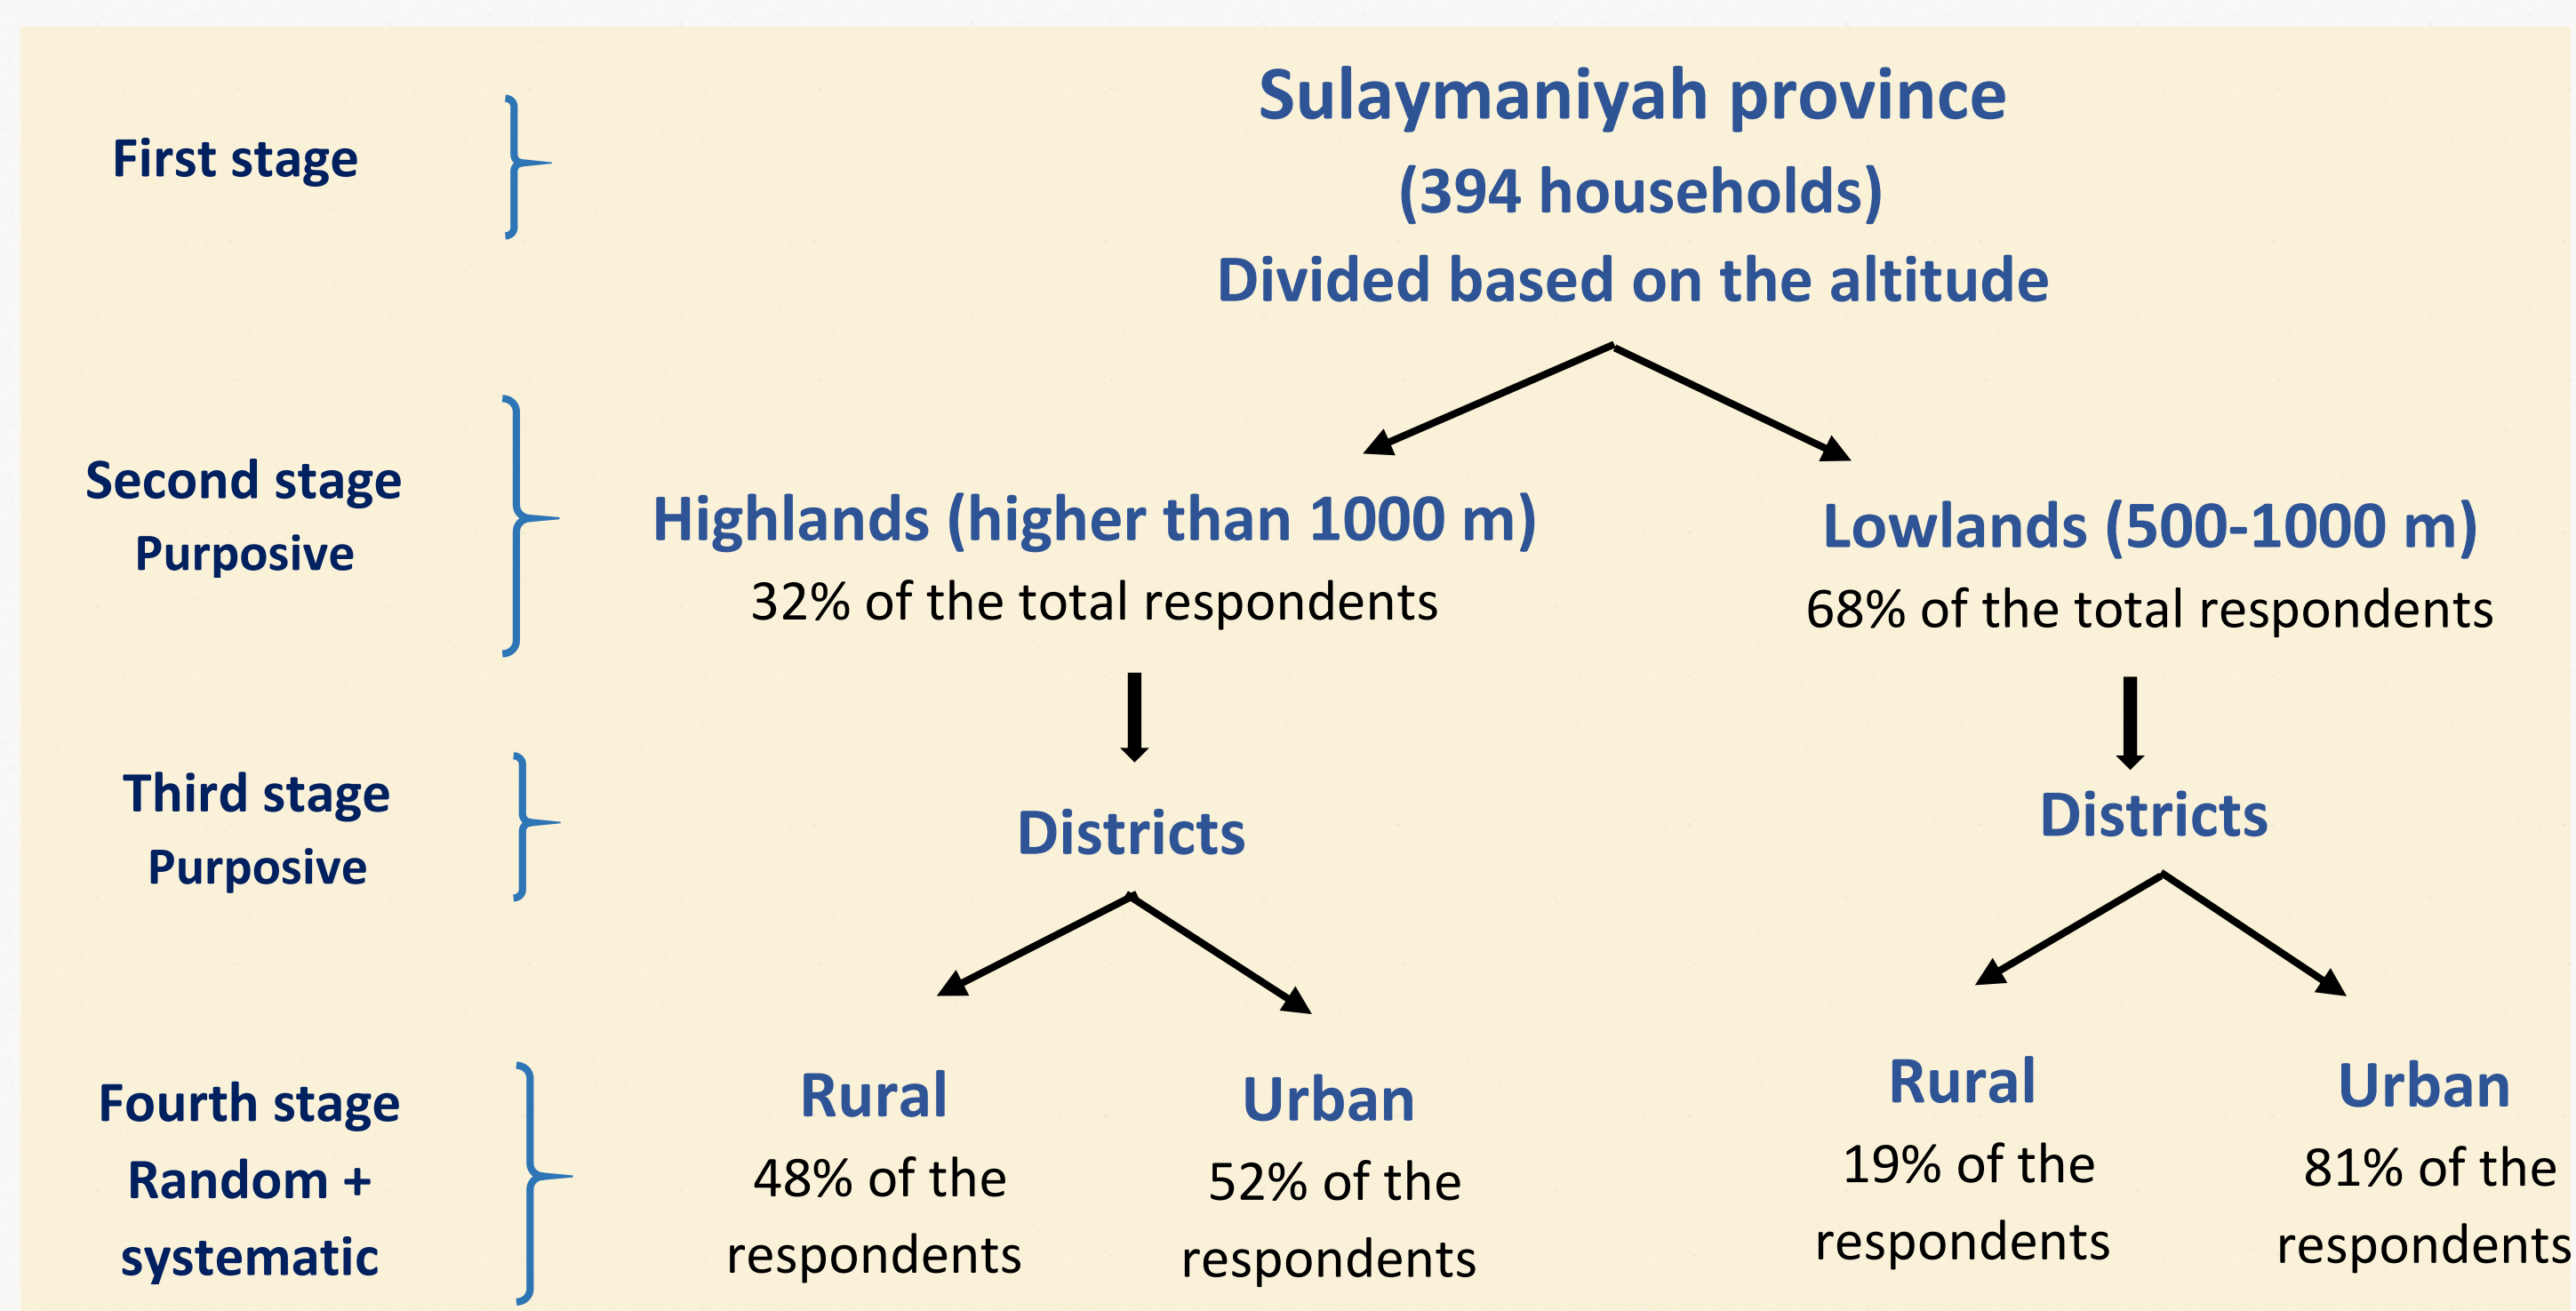 First stage
Sulaymaniyah province
(394 households)
Divided based on the altitude
Second stage
Purposive
Highlands (higher than 1000 m)
32% of the total respondents
Lowlands (500-1000 m)
68% of the total respondents
Third stage
Purposive
Districts
Districts
Fourth stage
Random +
systematic
Rural
48% of the
respondents
Urban
52% of the
respondents
Rural
19% of the
respondents
Urban
81% of the
respondents